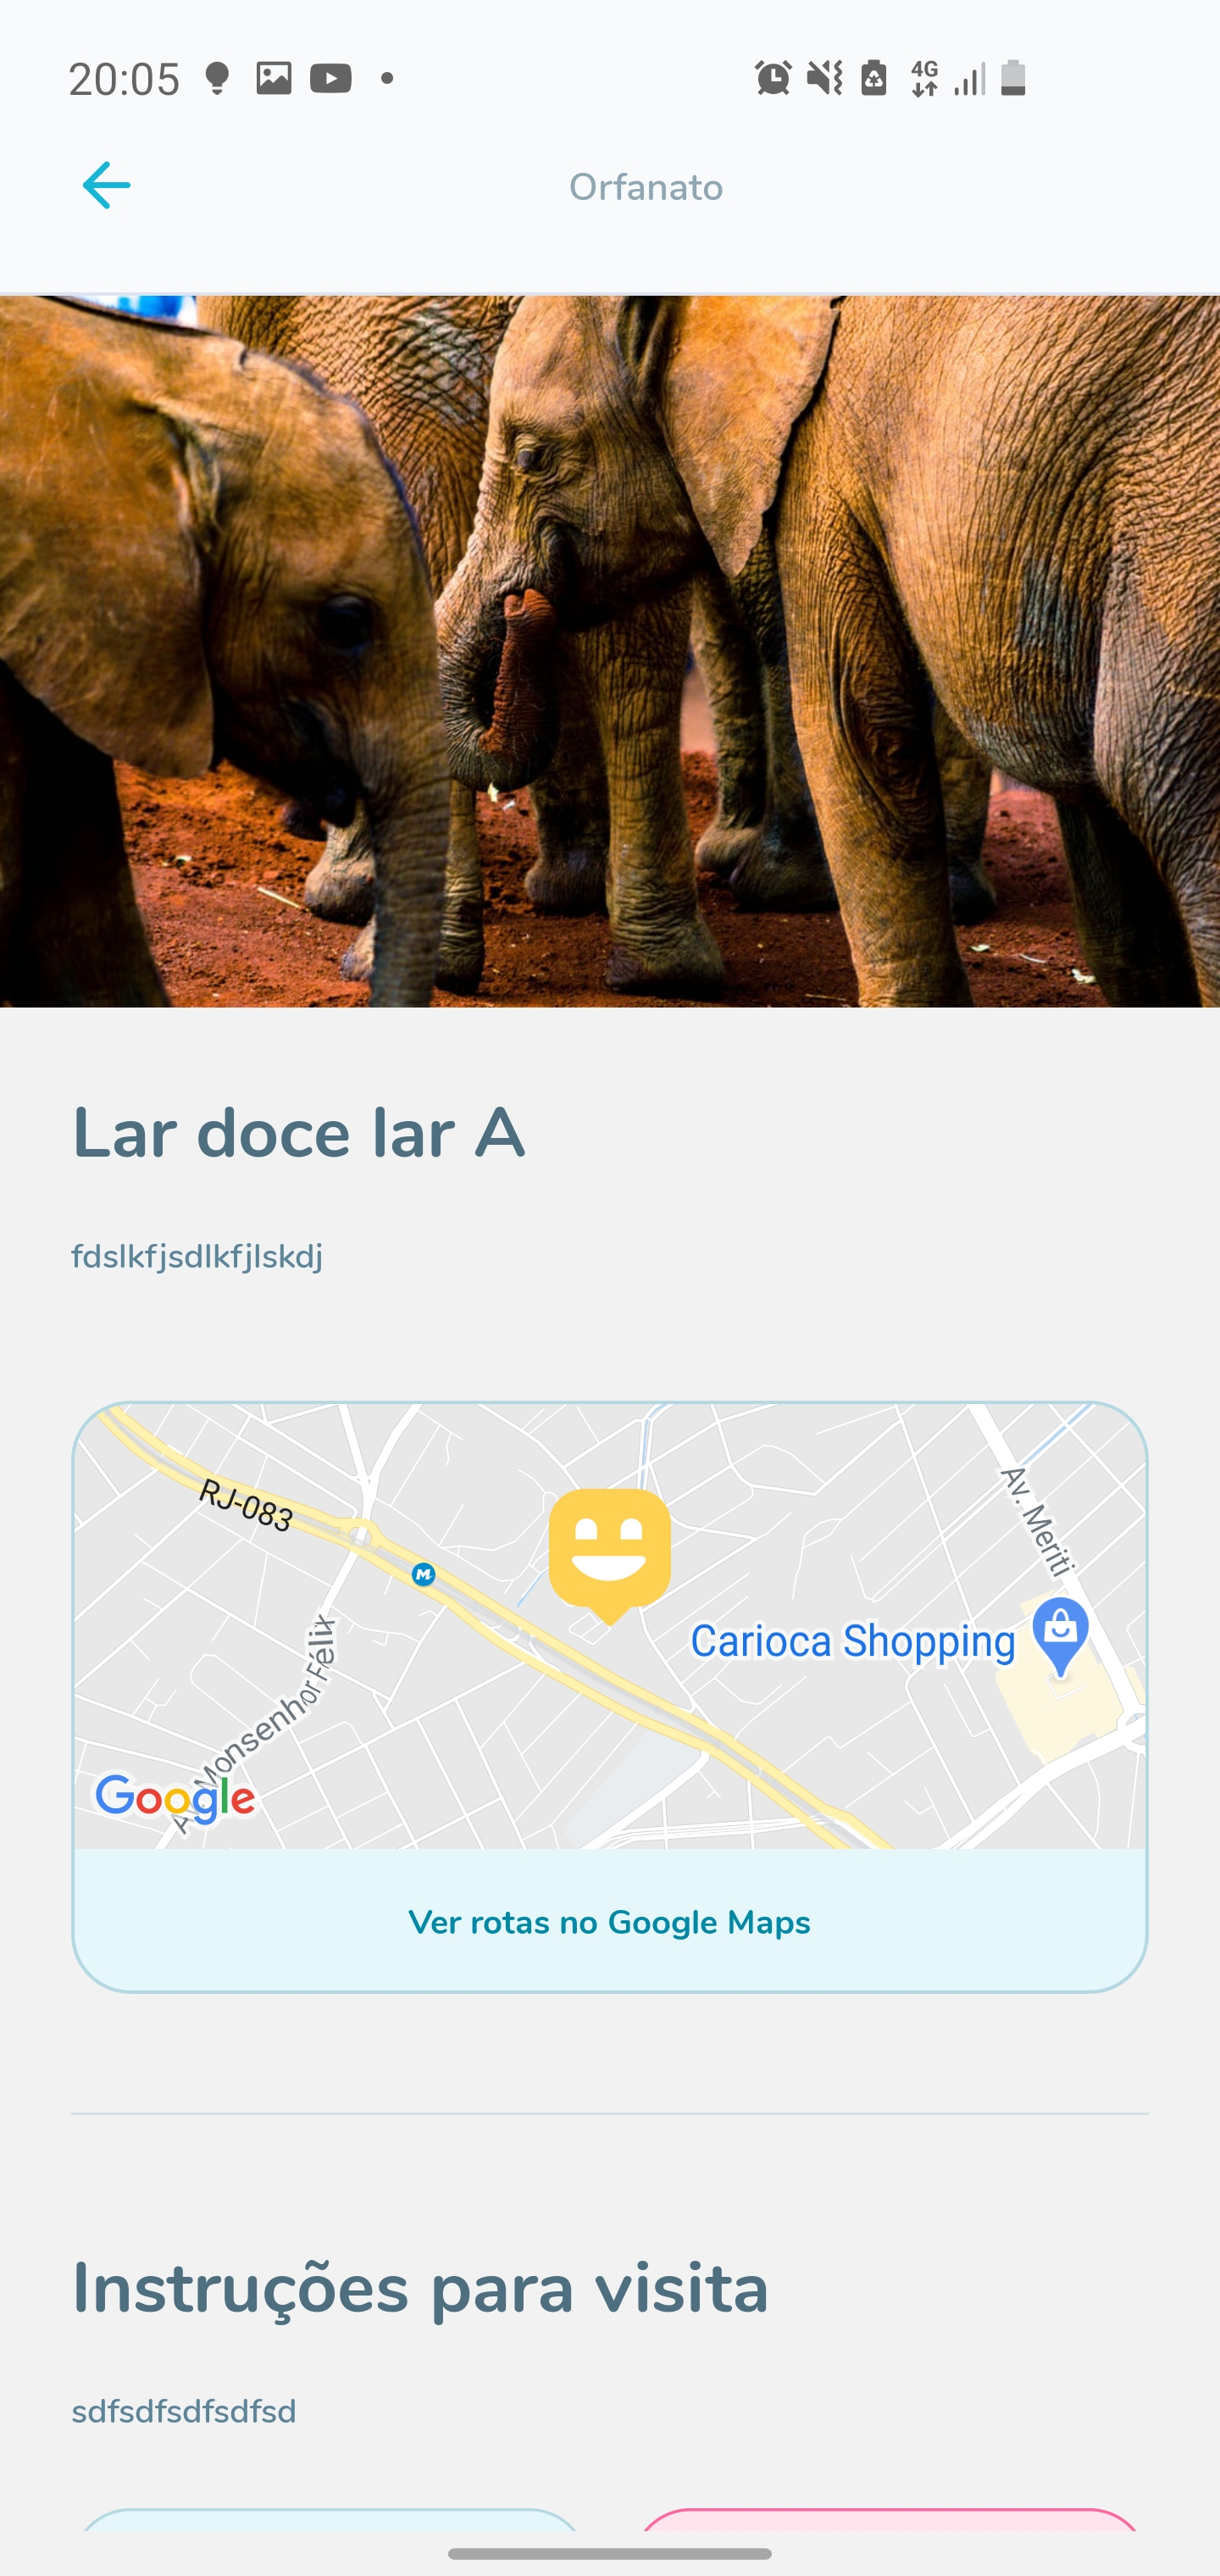 20:05
4G
Orfanato
Lar doce lar A
fdslkfjsdlkfjlskdj
RJ-083
Av. Meriti
Carioca Shopping
Av. Monsenhor Félix
Google
Ver rotas no Google Maps
Instruções para visita
sdfsdfsdfsdfsd